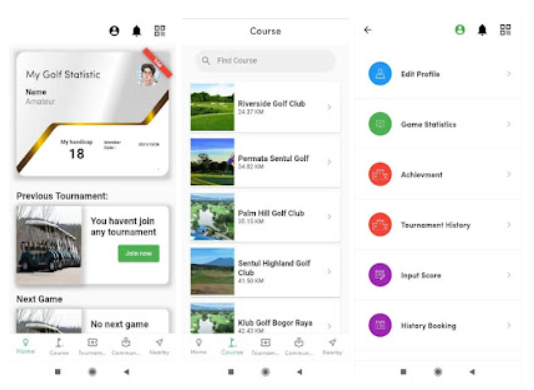 My Golf Statistic
Name
Amateur
My handicap
18
Member
Date :
Previous Tournament:
You havent join
any tournament
Join now
Next Game
No next game
Home
Course
Tournam...
Commun...
Nearby
Course
Find Course
Riverside Golf Club
24.37 KM
Permata Sentul Golf
34.82 KM
Palm Hill Golf Club
35.15 KM
Sentul Highland Golf
Club
41.50 KM
Klub Golf Bogor Raya
42.43 KM
Home
Course
Tournam...
Commun...
Nearby
Edit Profile
Game Statistics
Achievment
Tournament History
Input Score
History Booking